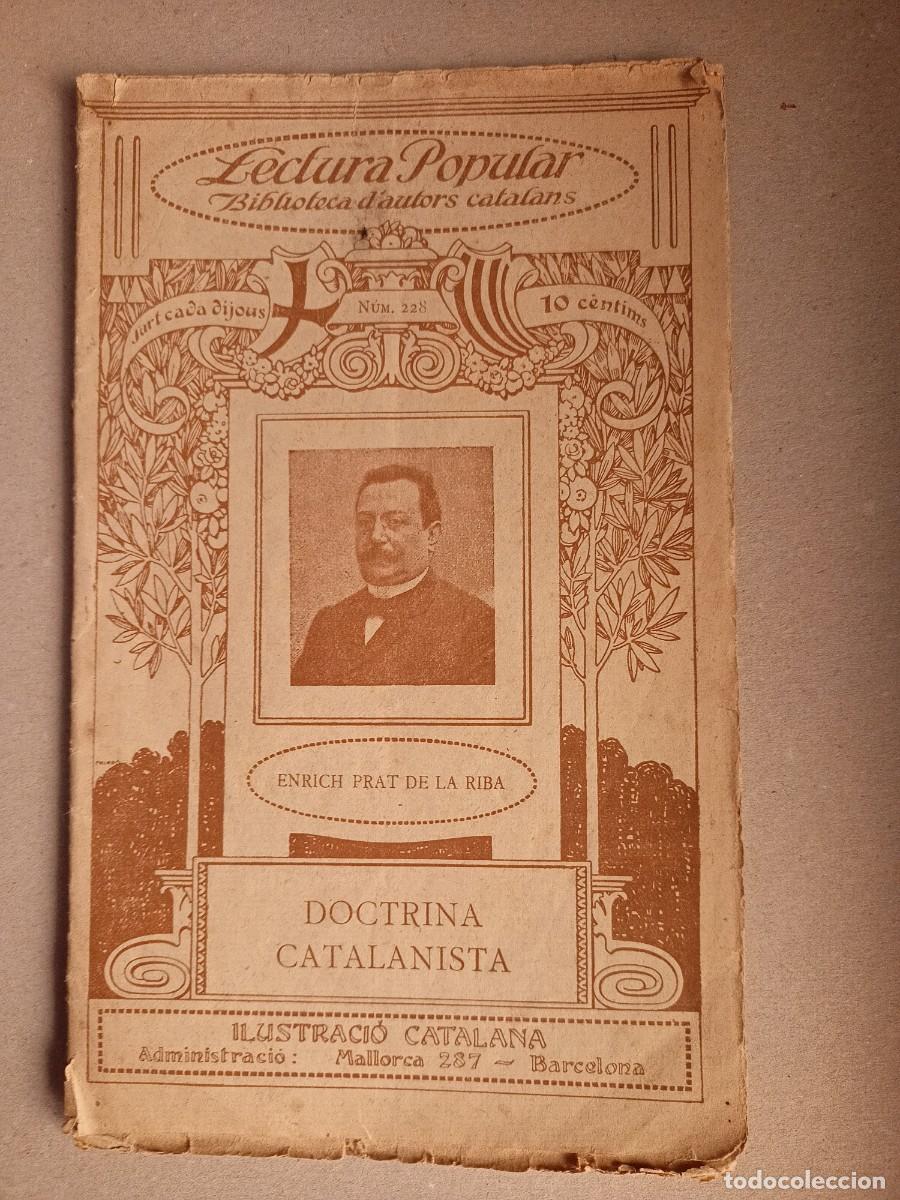 Lectura Popular
Biblioteca d'autors catalans
Surt cada dijous
NÚM. 228
10 cèntims
ENRICH PRAT DE LA RIBA
DOCTRINA
CATALANISTA
ILUSTRACIÓ CATALANA
Administració: Mallorca 287 - Barcelona
todocoleccion